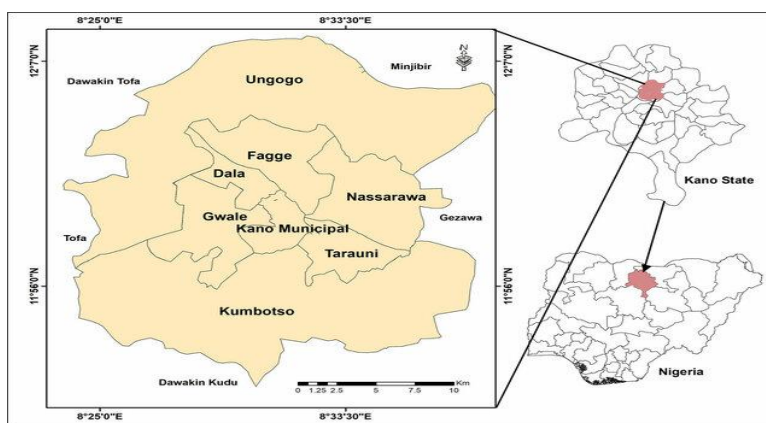 8°25'0"E
8°33'30"E
12°7'0"N
12°7'0"N
N
Dawakin Tofa
Minjibir
Ungogo
Fagge
Dala
Nassarawa
Gwale
Kano Municipal
Gezawa
Tofa
Tarauni
Kano State
11°56'0"N
11°56'0"N
Kumbotso
Dawakin Kudu
Km
0 1.25 2.5 5 7.5 10
Nigeria
8°25'0"E
8°33'30"E